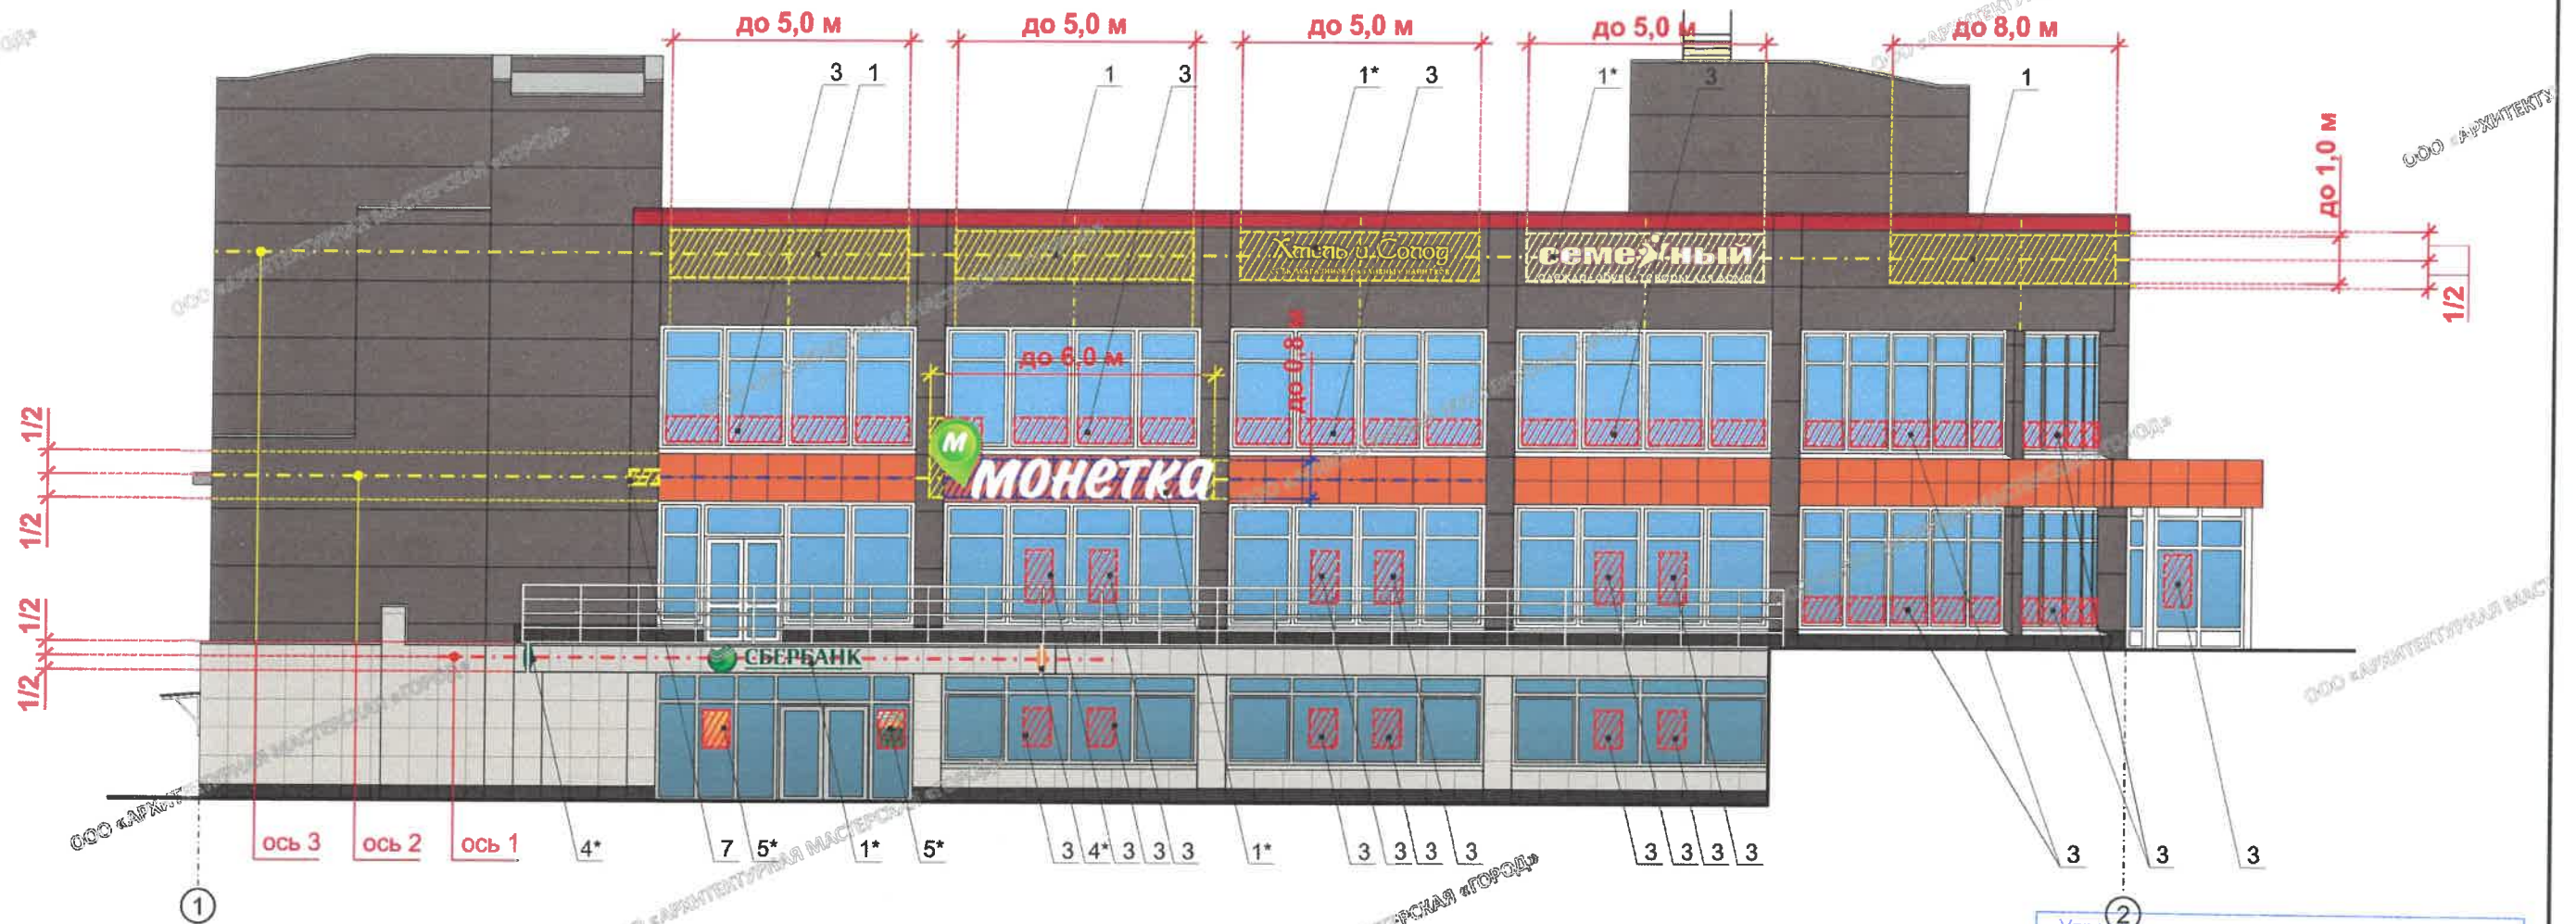 до 5,0 м
до 5,0 м
до 5,0 м
до 5,0 м
до 8,0 м
3 1
1 3
1* 3
1* 3
1
до 1,0 м
ООО «АРХИТЕКТУ
Хмель и Солод
семейный
1/2
1/2
1/2
до 6,0 м
до 0,8 м
М монетка
1/2
1/2
СБЕРБАНК
ось 3
ось 2
ось 1
4*
7
5*
1*
5*
3 4* 3 3 3
1*
3 3 3 3
3 3 3 3
3
3
3
1
2
ООО «АРХИТЕКТУРНАЯ МАСТЕРСКАЯ «ГОРОД»